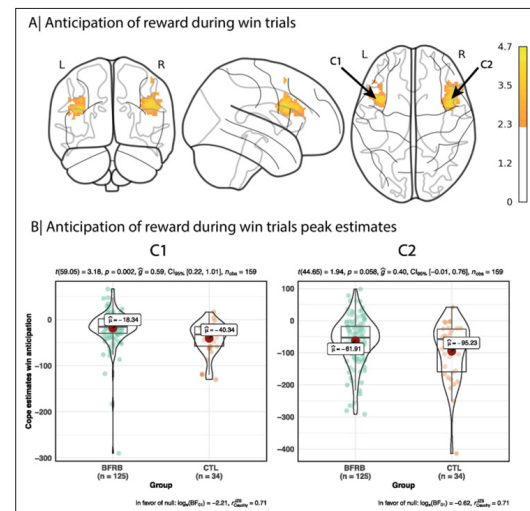 A| Anticipation of reward during win trials
L R
L R
C1 C2
4.7
3.5
2.3
1.2
0
B| Anticipation of reward during win trials peak estimates
C1
t(59.05) = 3.18, p = 0.002, ĝ = 0.59, CI95% [0.22, 1.01], nobs = 159
Cope estimates win anticipation
100
0
-100
-200
-300
μ̂ = -18.34
μ̂ = -40.34
BFRB
(n = 125)
CTL
(n = 34)
Group
In favor of null: loge(BF01) = -2.21, rJZS Cauchy = 0.71
C2
t(44.65) = 1.94, p = 0.058, ĝ = 0.40, CI95% [-0.01, 0.76], nobs = 159
100
0
-100
-200
-300
-400
μ̂ = -61.91
μ̂ = -95.23
BFRB
(n = 125)
CTL
(n = 34)
Group
In favor of null: loge(BF01) = -0.62, rJZS Cauchy = 0.71